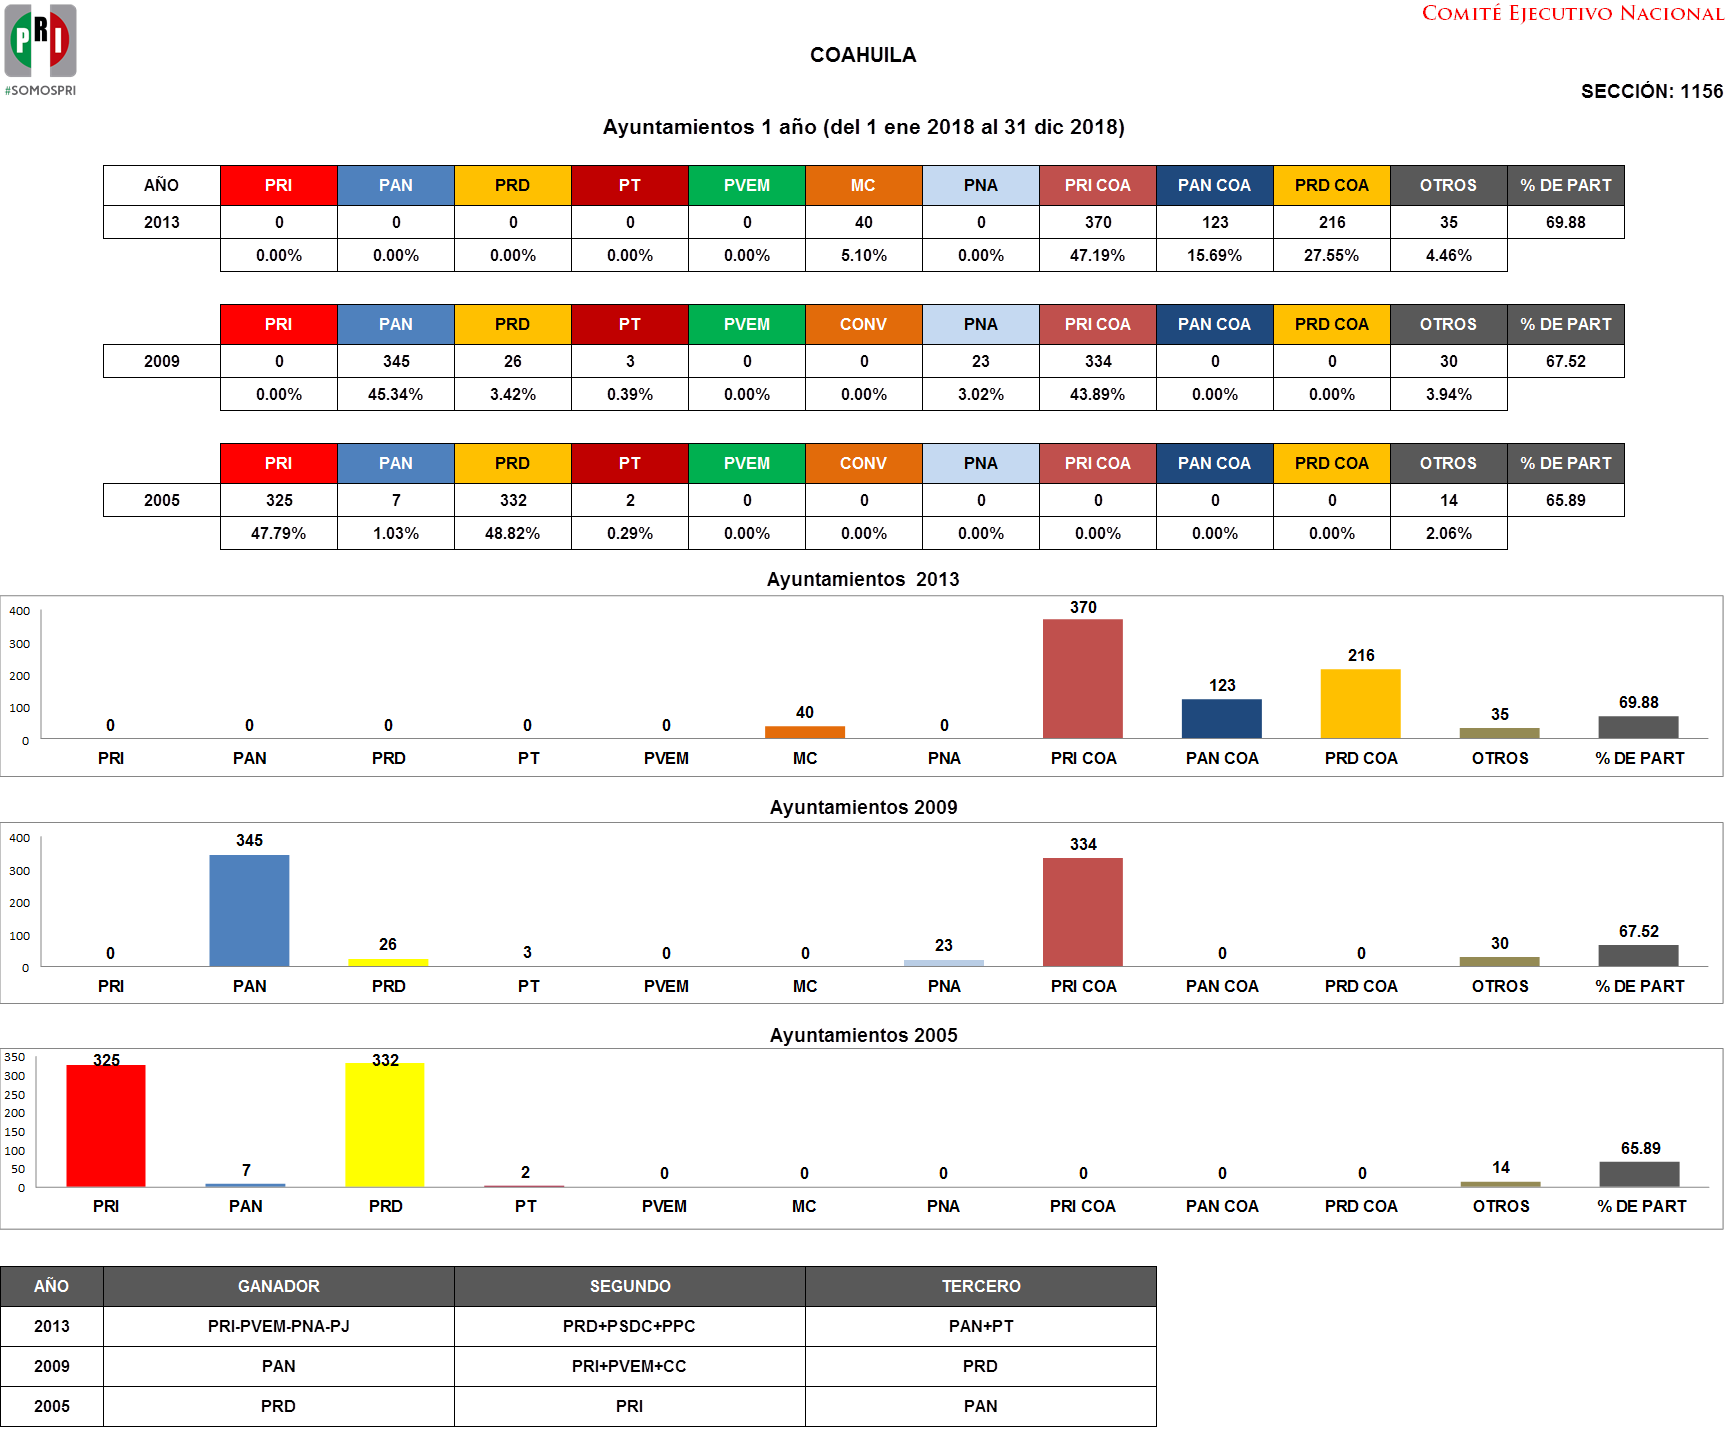 PRI
#SOMOSPRI
COMITÉ EJECUTIVO NACIONAL
COAHUILA
SECCIÓN: 1156
Ayuntamientos 1 año (del 1 ene 2018 al 31 dic 2018)
AÑO PRI PAN PRD PT PVEM MC PNA PRI COA PAN COA PRD COA OTROS % DE PART
2013 0 0 0 0 0 40 0 370 123 216 35 69.88
0.00% 0.00% 0.00% 0.00% 0.00% 5.10% 0.00% 47.19% 15.69% 27.55% 4.46%
PRI PAN PRD PT PVEM CONV PNA PRI COA PAN COA PRD COA OTROS % DE PART
2009 0 345 26 3 0 0 23 334 0 0 30 67.52
0.00% 45.34% 3.42% 0.39% 0.00% 0.00% 3.02% 43.89% 0.00% 0.00% 3.94%
PRI PAN PRD PT PVEM CONV PNA PRI COA PAN COA PRD COA OTROS % DE PART
2005 325 7 332 2 0 0 0 0 0 0 14 65.89
47.79% 1.03% 48.82% 0.29% 0.00% 0.00% 0.00% 0.00% 0.00% 0.00% 2.06%
Ayuntamientos 2013
400
300
200
100
0
0 0 0 0 0 40 0 370 123 216 35 69.88
PRI PAN PRD PT PVEM MC PNA PRI COA PAN COA PRD COA OTROS % DE PART
Ayuntamientos 2009
400
300
200
100
0
0 345 26 3 0 0 23 334 0 0 30 67.52
PRI PAN PRD PT PVEM MC PNA PRI COA PAN COA PRD COA OTROS % DE PART
Ayuntamientos 2005
350
300
250
200
150
100
50
0
325 7 332 2 0 0 0 0 0 0 14 65.89
PRI PAN PRD PT PVEM MC PNA PRI COA PAN COA PRD COA OTROS % DE PART
AÑO GANADOR SEGUNDO TERCERO
2013 PRI-PVEM-PNA-PJ PRD+PSDC+PPC PAN+PT
2009 PAN PRI+PVEM+CC PRD
2005 PRD PRI PAN